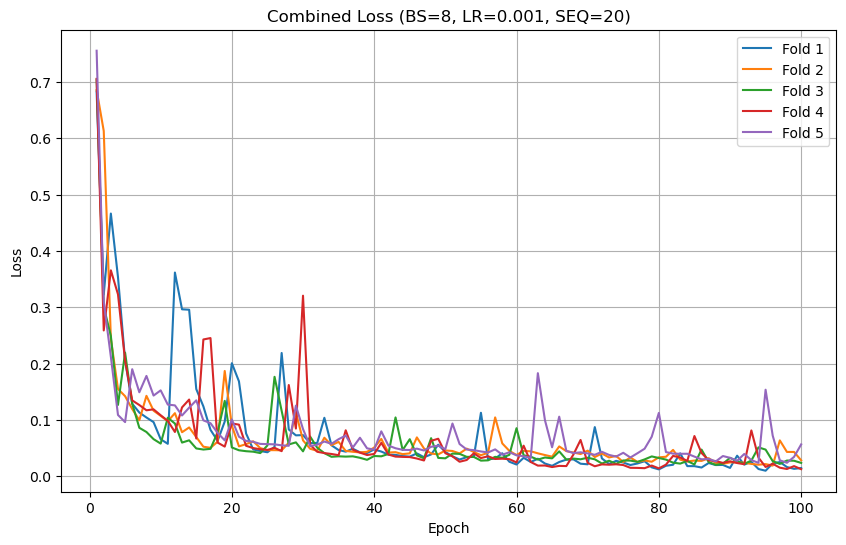 Combined Loss (BS=8, LR=0.001, SEQ=20)
Fold 1
Fold 2
Fold 3
Fold 4
Fold 5
0.7
0.6
0.5
0.4
0.3
0.2
0.1
0.0
Loss
0 20 40 60 80 100
Epoch